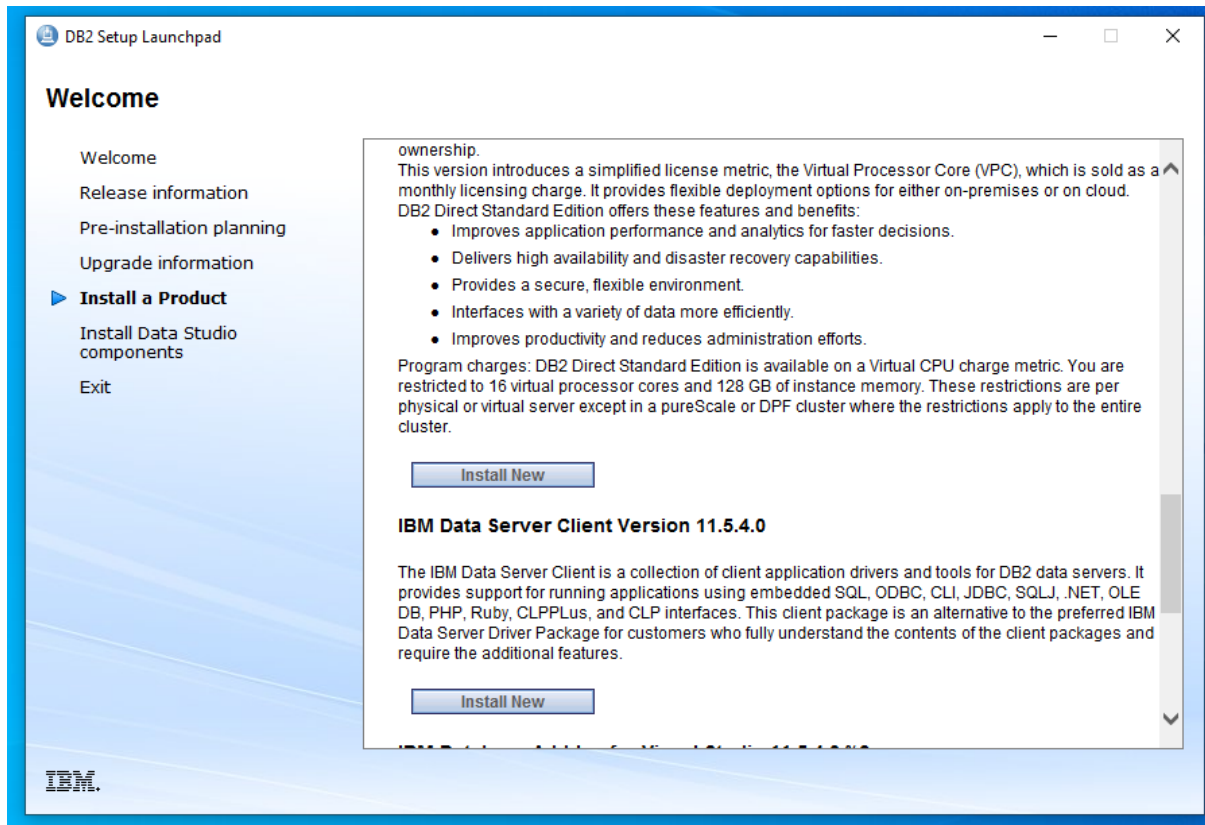 DB2 Setup Launchpad
Welcome
Welcome
Release information
Pre-installation planning
Upgrade information
Install a Product
Install Data Studio
components
Exit
ownership.
This version introduces a simplified license metric, the Virtual Processor Core (VPC), which is sold as a
monthly licensing charge. It provides flexible deployment options for either on-premises or on cloud.
DB2 Direct Standard Edition offers these features and benefits:
● Improves application performance and analytics for faster decisions.
● Delivers high availability and disaster recovery capabilities.
● Provides a secure, flexible environment.
● Interfaces with a variety of data more efficiently.
● Improves productivity and reduces administration efforts.
Program charges: DB2 Direct Standard Edition is available on a Virtual CPU charge metric. You are
restricted to 16 virtual processor cores and 128 GB of instance memory. These restrictions are per
physical or virtual server except in a pureScale or DPF cluster where the restrictions apply to the entire
cluster.
Install New
IBM Data Server Client Version 11.5.4.0
The IBM Data Server Client is a collection of client application drivers and tools for DB2 data servers. It
provides support for running applications using embedded SQL, ODBC, CLI, JDBC, SQLJ, .NET, OLE
DB, PHP, Ruby, CLPPLus, and CLP interfaces. This client package is an alternative to the preferred IBM
Data Server Driver Package for customers who fully understand the contents of the client packages and
require the additional features.
Install New
IBM.